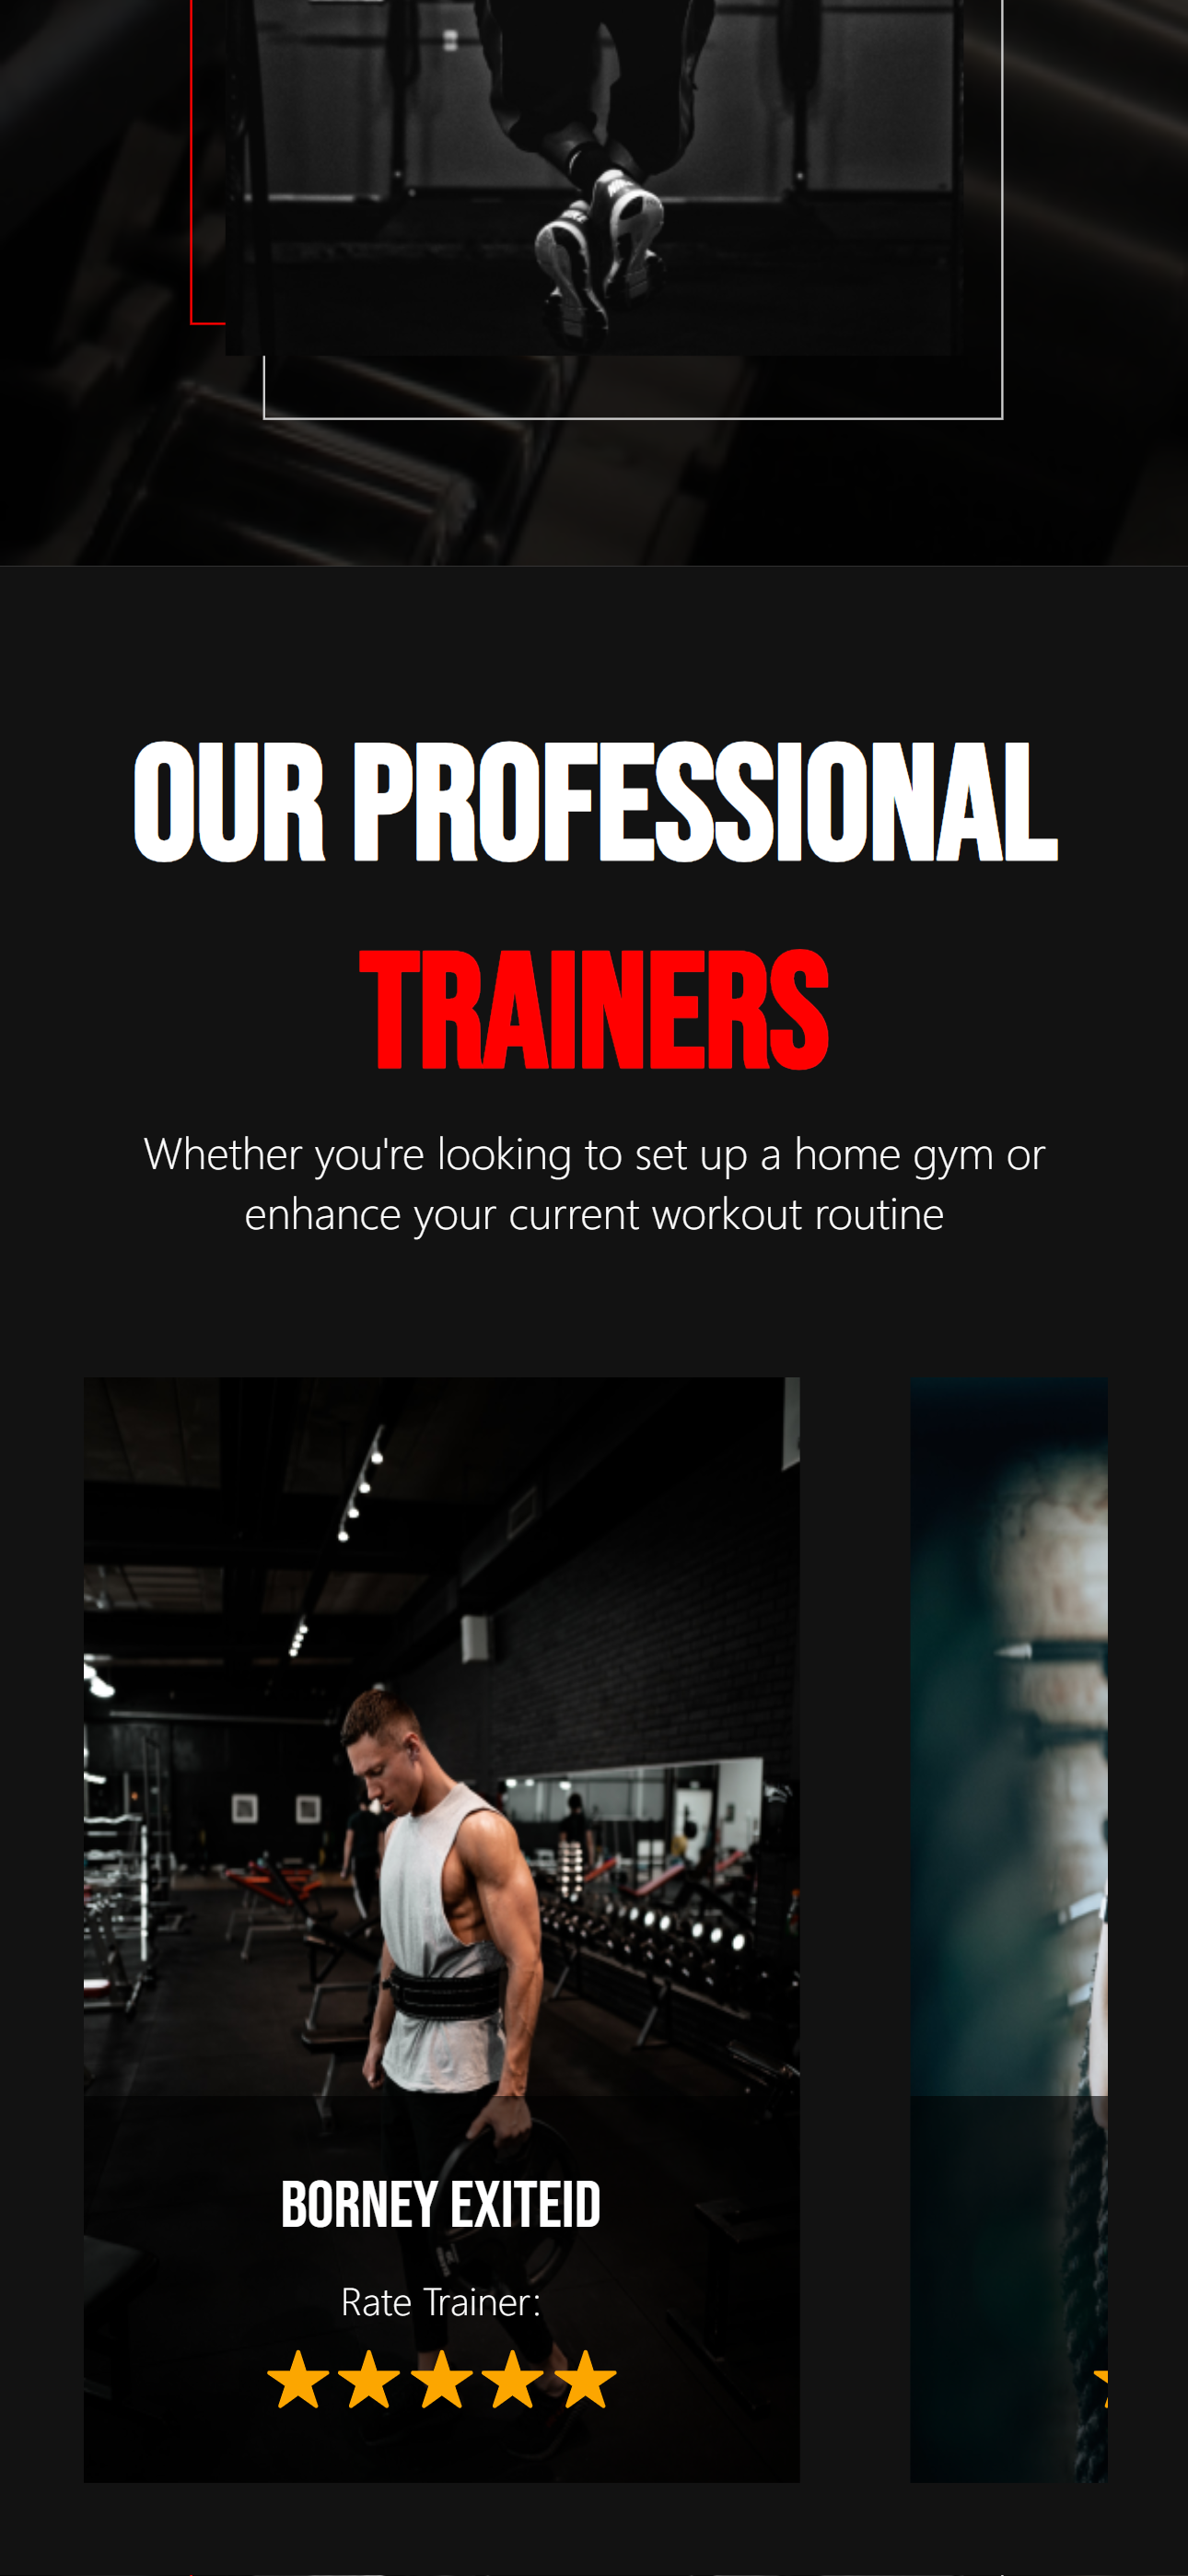 OUR PROFESSIONAL
TRAINERS
Whether you're looking to set up a home gym or
enhance your current workout routine
BORNEY EXITEID
Rate Trainer: